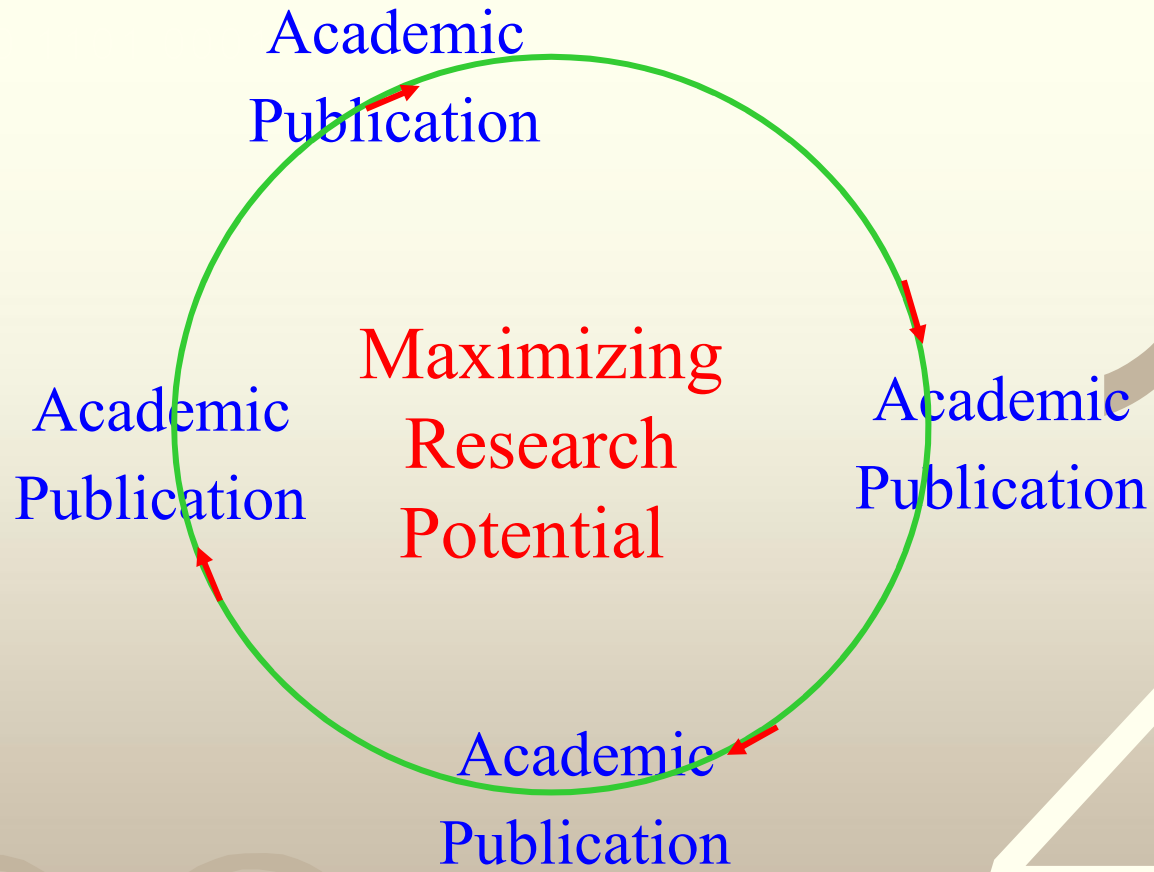 Academic
Publication
Maximizing
Research
Potential
Academic
Publication
Academic
Publication
Academic
Publication